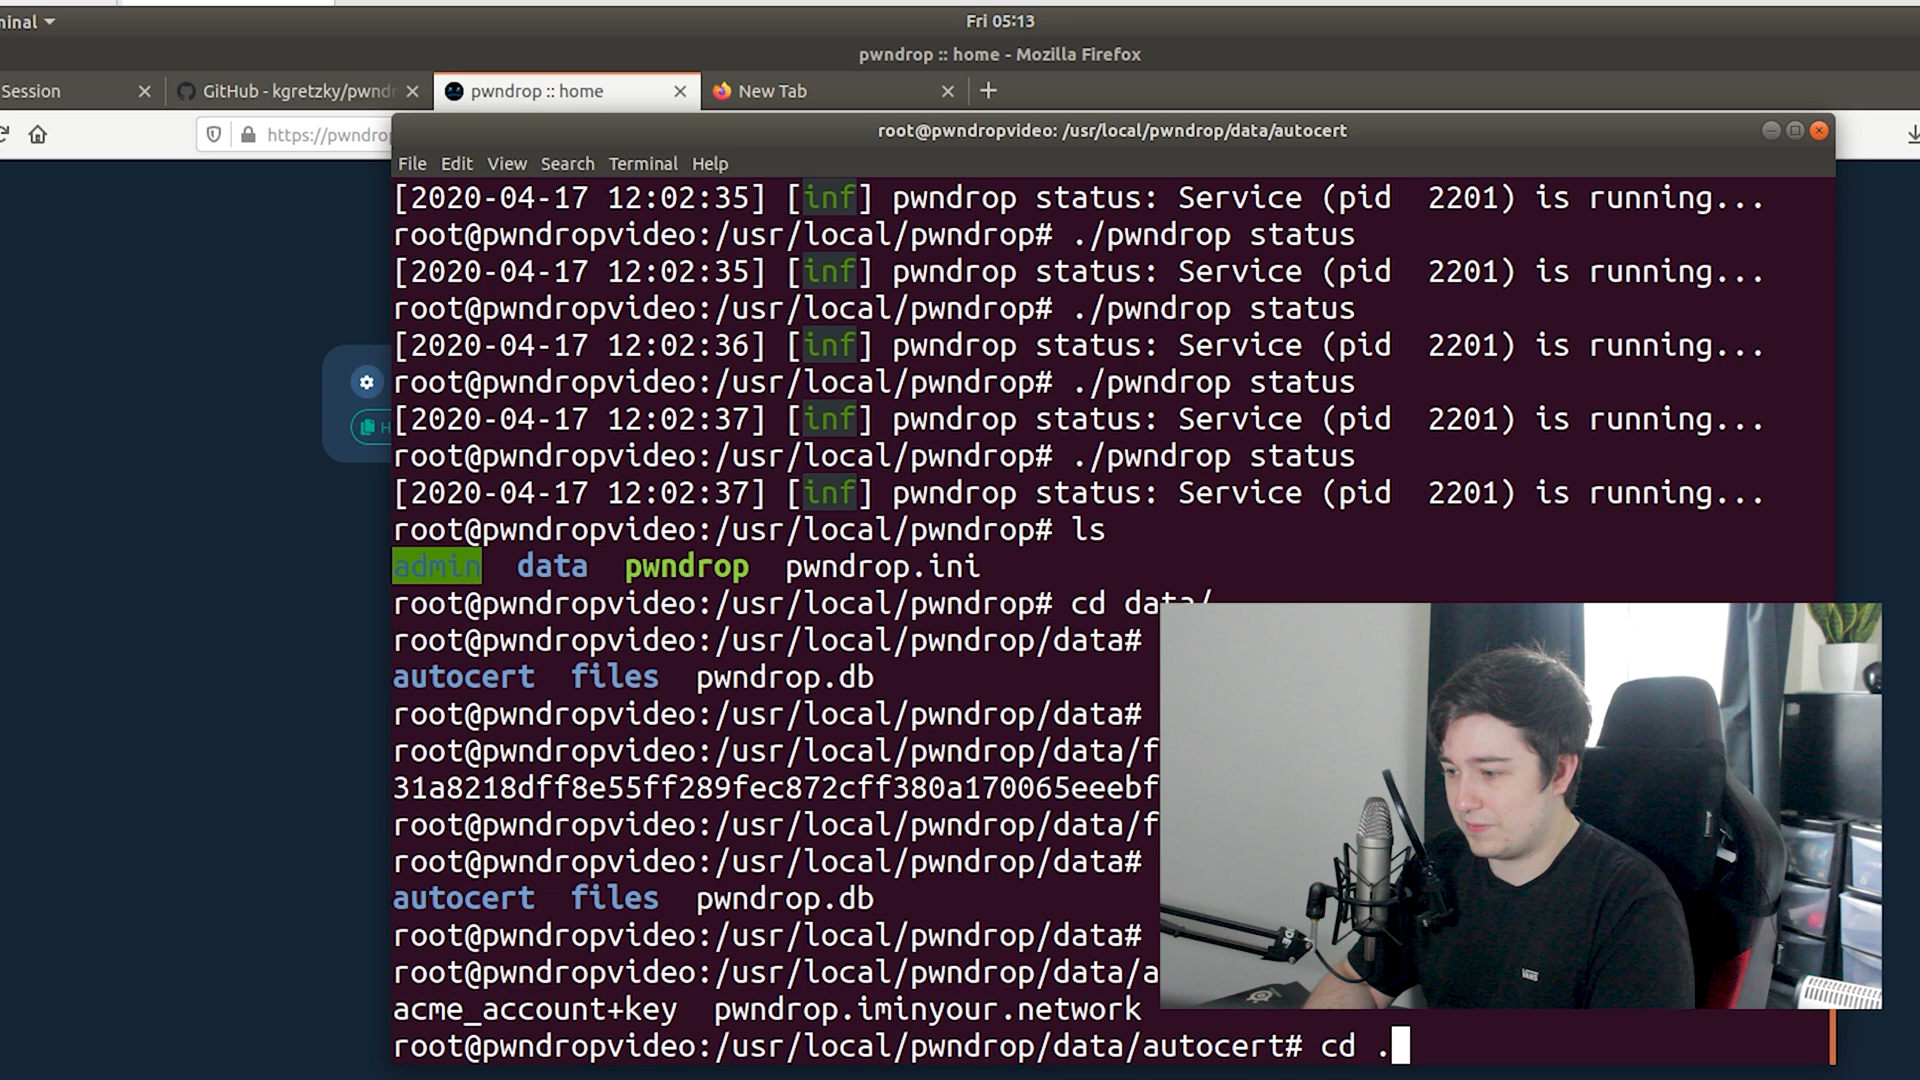 minal
Fri 05:13
pwndrop :: home - Mozilla Firefox
Session
GitHub - kgretzky/pwndr
pwndrop :: home
New Tab
https://pwndro
root@pwndropvideo: /usr/local/pwndrop/data/autocert
File Edit View Search Terminal Help
[2020-04-17 12:02:35] [inf] pwndrop status: Service (pid  2201) is running...
root@pwndropvideo:/usr/local/pwndrop# ./pwndrop status
[2020-04-17 12:02:35] [inf] pwndrop status: Service (pid  2201) is running...
root@pwndropvideo:/usr/local/pwndrop# ./pwndrop status
[2020-04-17 12:02:36] [inf] pwndrop status: Service (pid  2201) is running...
root@pwndropvideo:/usr/local/pwndrop# ./pwndrop status
[2020-04-17 12:02:37] [inf] pwndrop status: Service (pid  2201) is running...
root@pwndropvideo:/usr/local/pwndrop# ./pwndrop status
[2020-04-17 12:02:37] [inf] pwndrop status: Service (pid  2201) is running...
root@pwndropvideo:/usr/local/pwndrop# ls
admin  data  pwndrop  pwndrop.ini
root@pwndropvideo:/usr/local/pwndrop# cd data/
root@pwndropvideo:/usr/local/pwndrop/data#
autocert  files  pwndrop.db
root@pwndropvideo:/usr/local/pwndrop/data#
root@pwndropvideo:/usr/local/pwndrop/data/f
31a8218dff8e55ff289fec872cff380a170065eeebf
root@pwndropvideo:/usr/local/pwndrop/data/f
root@pwndropvideo:/usr/local/pwndrop/data#
autocert  files  pwndrop.db
root@pwndropvideo:/usr/local/pwndrop/data#
root@pwndropvideo:/usr/local/pwndrop/data/a
acme_account+key  pwndrop.iminyour.network
root@pwndropvideo:/usr/local/pwndrop/data/autocert# cd .
H
VANS